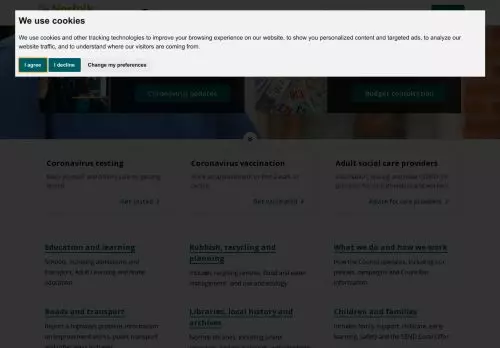 Norfolk
We use cookies
We use cookies and other tracking technologies to improve your browsing experience on our website, to show you personalized content and targeted ads, to analyze our
website traffic, and to understand where our visitors are coming from.
I agree
I decline
Change my preferences
Coronavirus updates
Budget consultation
Coronavirus testing
Coronavirus vaccination
Adult social care providers
Get tested
Get vaccinated
Advice for care providers
Education and learning
Schools, including admissions and
transport, Adult Learning and home
education
Rubbish, recycling and
planning
Includes recycling centres, flood and water
management, and
What we do and how we work
How the Council operates, including our
policies, campaigns and Councillor
information
Roads and transport
Report a highways problem, information
on improvement works, public transport
Libraries, local history and
archives
Children and families
Includes family support, childcare, early
learning, safety and the SEND Local Offer